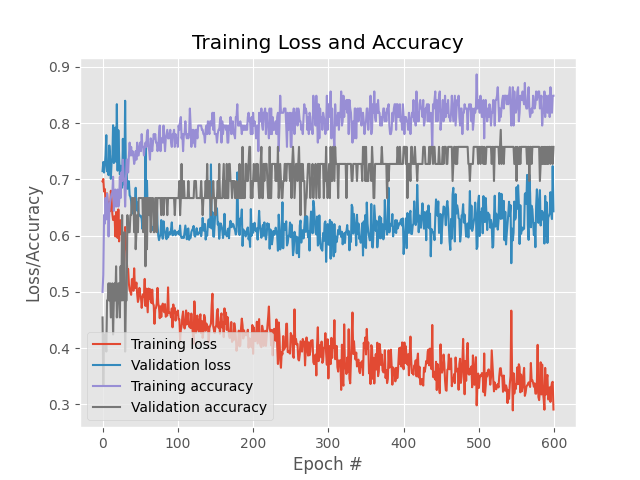 Training Loss and Accuracy
0.9
0.8
0.7
0.6
0.5
0.4
0.3
Loss/Accuracy
Training loss
Validation loss
Training accuracy
Validation accuracy
0 100 200 300 400 500 600
Epoch #